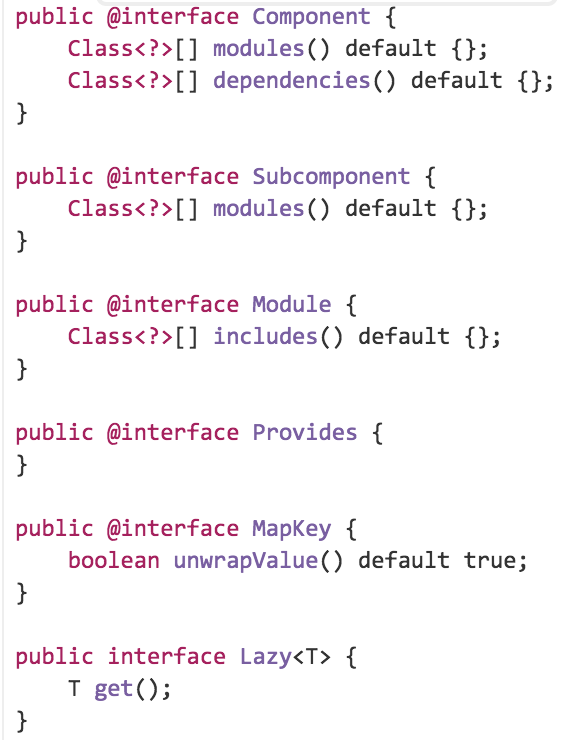 public @interface Component {
    Class<?>[] modules() default {};
    Class<?>[] dependencies() default {};
}

public @interface Subcomponent {
    Class<?>[] modules() default {};
}

public @interface Module {
    Class<?>[] includes() default {};
}

public @interface Provides {
}

public @interface MapKey {
    boolean unwrapValue() default true;
}

public interface Lazy<T> {
    T get();
}